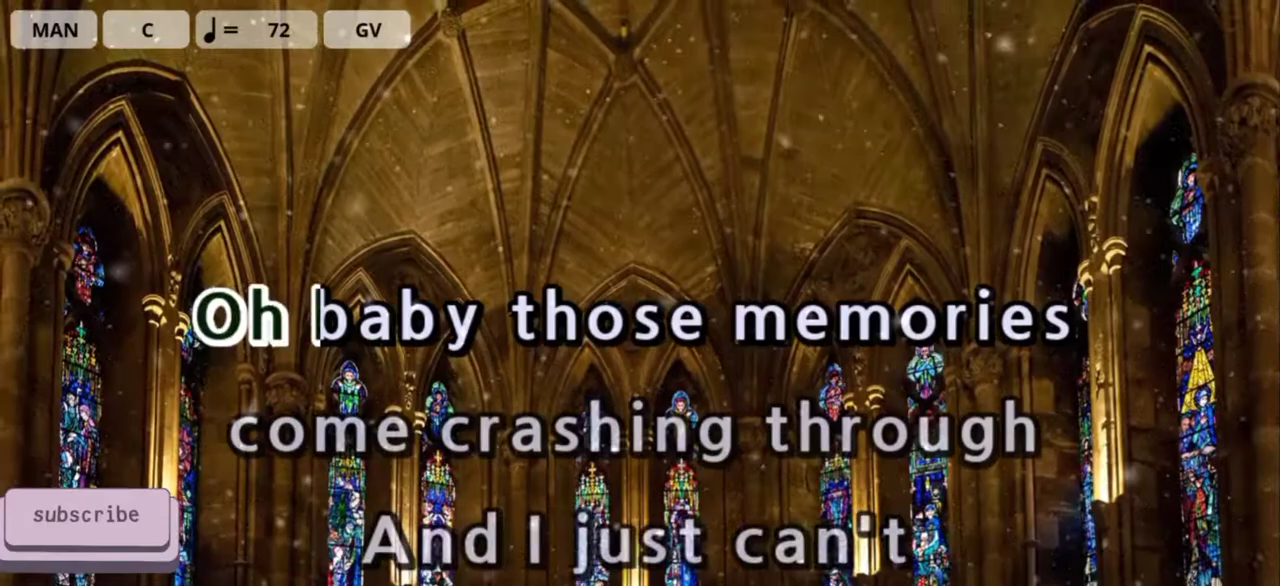 MAN C ♩= 72 GV
Oh baby those memories
come crashing through
And I just can't
subscribe